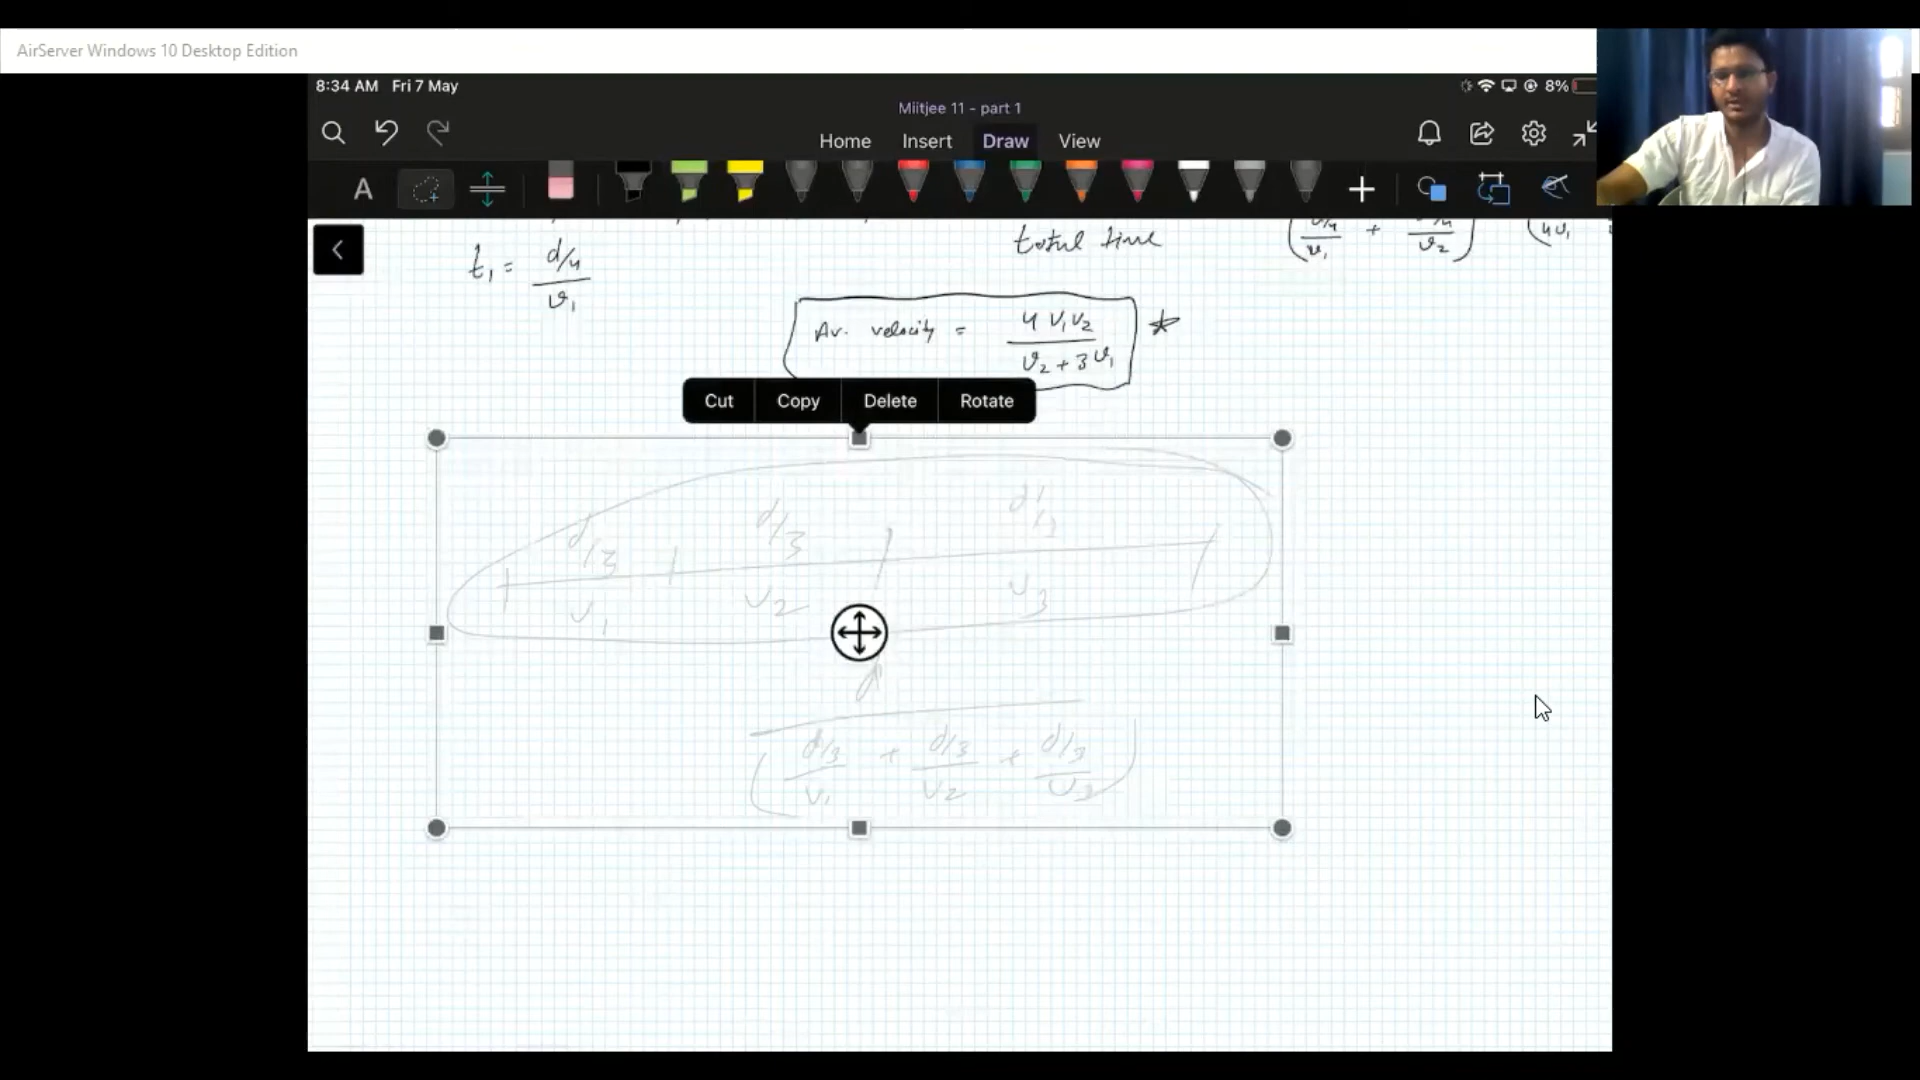 AirServer Windows 10 Desktop Edition
8:34 AM Fri 7 May
8%
Miitjee 11 - part 1
Home Insert Draw View
A
total time
t₁ = (d/4)/v₁
Av. velocity = 4 v₁v₂/(v₂ + 3v₁)
Cut Copy Delete Rotate
d/3 d/3 d/3
v₁ v₂ v₃
d
((d/3)/v₁ + (d/3)/v₂ + (d/3)/v₃)